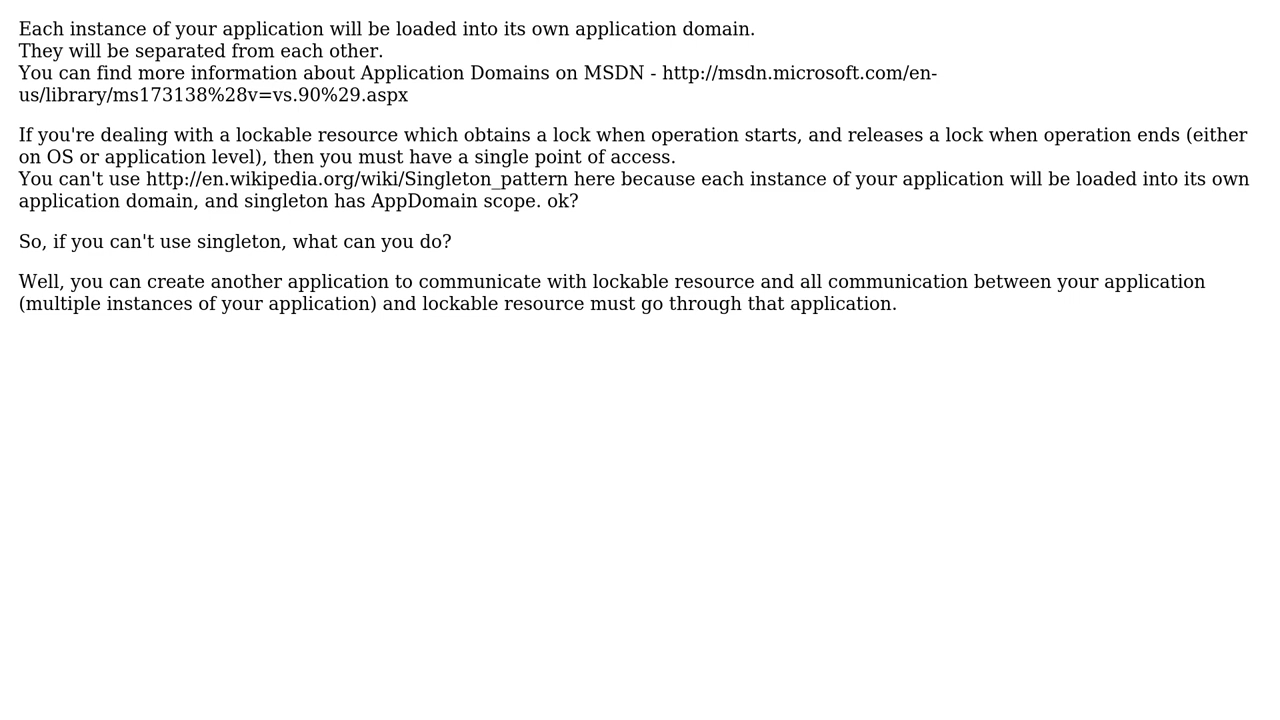 Each instance of your application will be loaded into its own application domain.
They will be separated from each other.
You can find more information about Application Domains on MSDN - http://msdn.microsoft.com/en-
us/library/ms173138%28v=vs.90%29.aspx
If you're dealing with a lockable resource which obtains a lock when operation starts, and releases a lock when operation ends (either
on OS or application level), then you must have a single point of access.
You can't use http://en.wikipedia.org/wiki/Singleton_pattern here because each instance of your application will be loaded into its own
application domain, and singleton has AppDomain scope. ok?
So, if you can't use singleton, what can you do?
Well, you can create another application to communicate with lockable resource and all communication between your application
(multiple instances of your application) and lockable resource must go through that application.